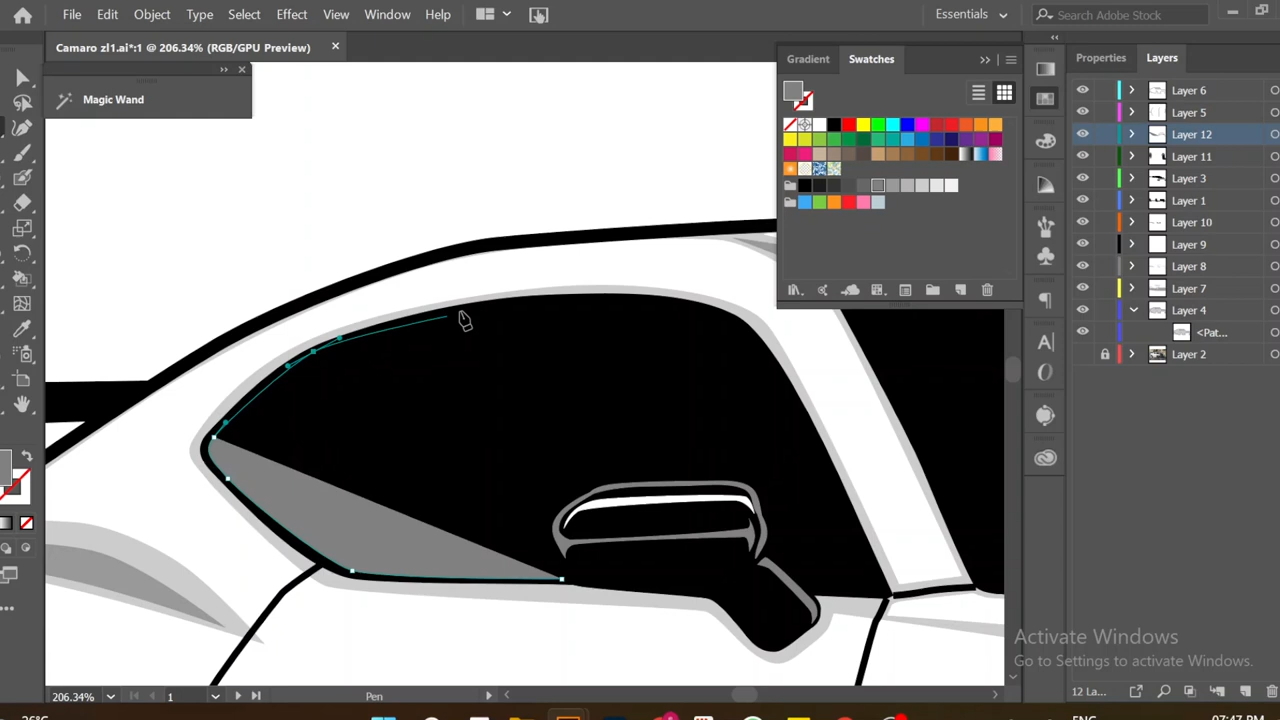 File Edit Object Type Select Effect View Window Help
Essentials
Search Adobe Stock
Camaro zl1.ai*:1 @ 206.34% (RGB/GPU Preview)
Magic Wand
Gradient Swatches
Properties Layers
Layer 6
Layer 5
Layer 12
Layer 11
Layer 3
Layer 1
Layer 10
Layer 9
Layer 8
Layer 7
Layer 4
<Pat...
Layer 2
Activate Windows
Go to Settings to activate Windows.
206.34%
1
Pen
12 La...
26°C
ENG
07:47 PM